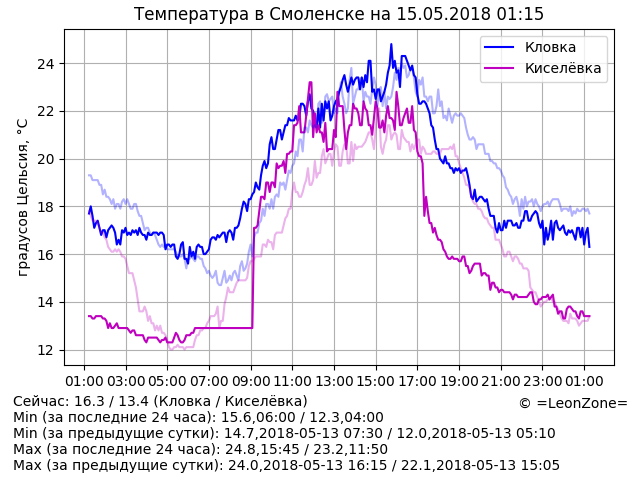 Температура в Смоленске на 15.05.2018 01:15
Кловка
Киселёвка
градусов Цельсия, °C
24
22
20
18
16
14
12
01:00 03:00 05:00 07:00 09:00 11:00 13:00 15:00 17:00 19:00 21:00 23:00 01:00
Сейчас: 16.3 / 13.4 (Кловка / Киселёвка)
© =LeonZone=
Min (за последние 24 часа): 15.6,06:00 / 12.3,04:00
Min (за предыдущие сутки): 14.7,2018-05-13 07:30 / 12.0,2018-05-13 05:10
Max (за последние 24 часа): 24.8,15:45 / 23.2,11:50
Max (за предыдущие сутки): 24.0,2018-05-13 16:15 / 22.1,2018-05-13 15:05